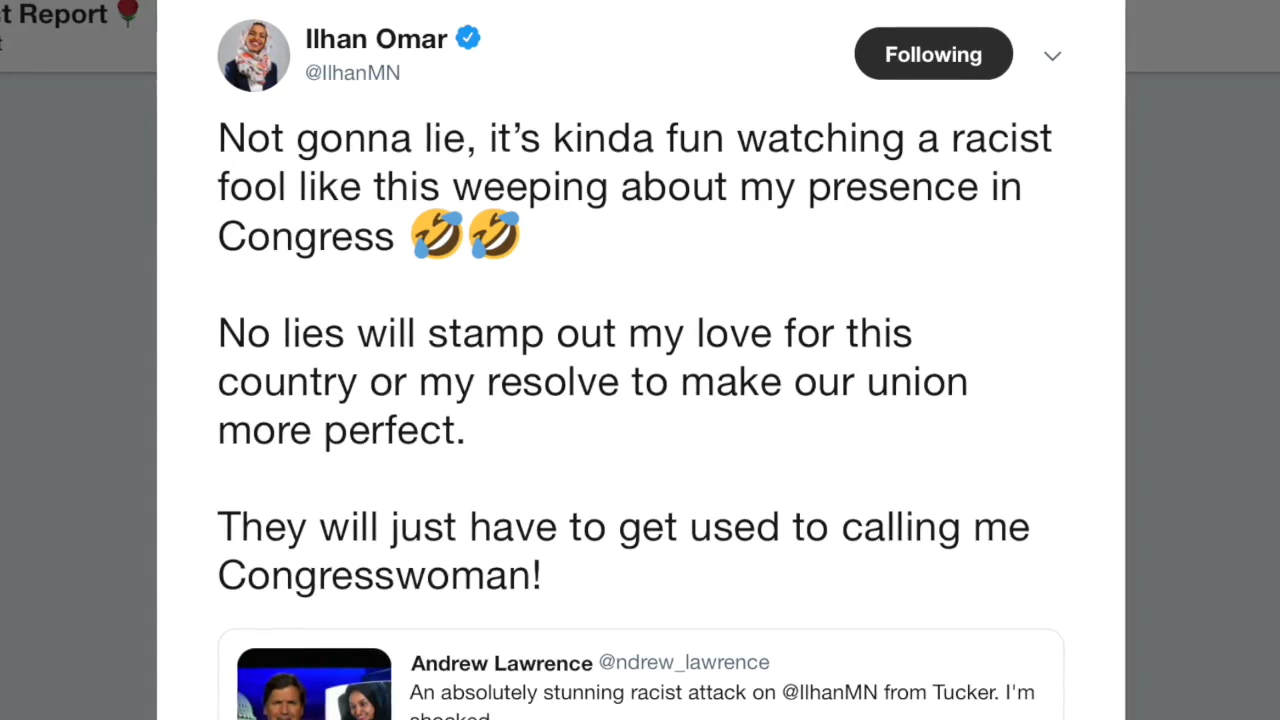 t Report
Ilhan Omar
@IlhanMN
Following
Not gonna lie, it’s kinda fun watching a racist
fool like this weeping about my presence in
Congress 🤣🤣
No lies will stamp out my love for this
country or my resolve to make our union
more perfect.
They will just have to get used to calling me
Congresswoman!
Andrew Lawrence @ndrew_lawrence
An absolutely stunning racist attack on @IlhanMN from Tucker. I'm
shocked